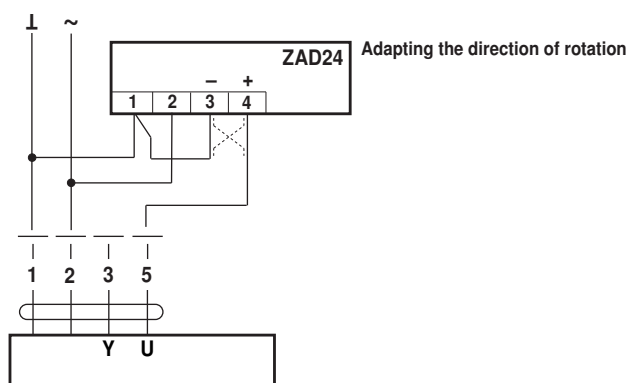 ⊥ ~
ZAD24 Adapting the direction of rotation
– +
1 2 3 4
1 2 3 5
Y U